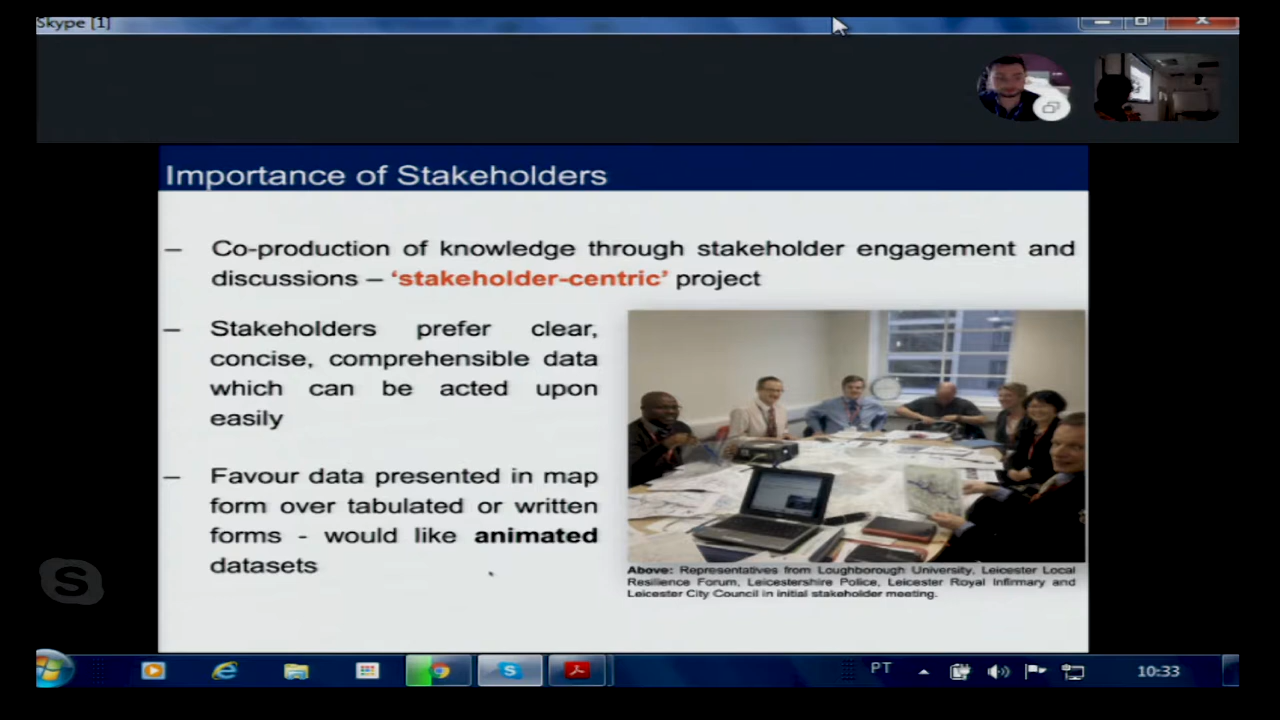 Skype [1]
Importance of Stakeholders
– Co-production of knowledge through stakeholder engagement and
discussions – ‘stakeholder-centric’ project
– Stakeholders prefer clear,
concise, comprehensible data
which can be acted upon
easily
– Favour data presented in map
form over tabulated or written
forms - would like animated
datasets
Above: Representatives from Loughborough University, Leicester Local
Resilience Forum, Leicestershire Police, Leicester Royal Infirmary and
Leicester City Council in initial stakeholder meeting.
PT
10:33